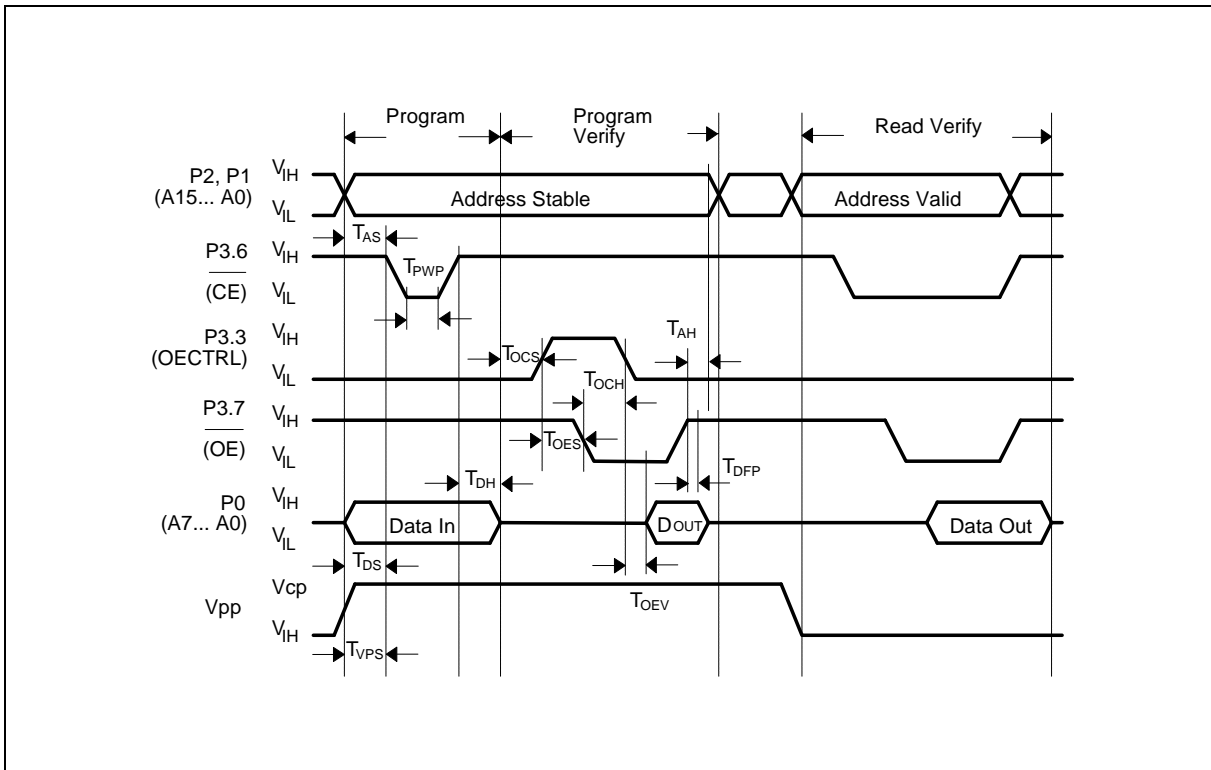 Program
Program
Verify
Read Verify
P2, P1
(A15... A0)
VIH
VIL
Address Stable
Address Valid
TAS
P3.6
(CE)
VIH
VIL
TPWP
P3.3
(OECTRL)
VIH
VIL
TOCS
TOCH
TAH
P3.7
(OE)
VIH
VIL
TOES
TDFP
TDH
P0
(A7... A0)
VIH
VIL
Data In
DOUT
Data Out
TDS
Vpp
Vcp
VIH
TOEV
TVPS